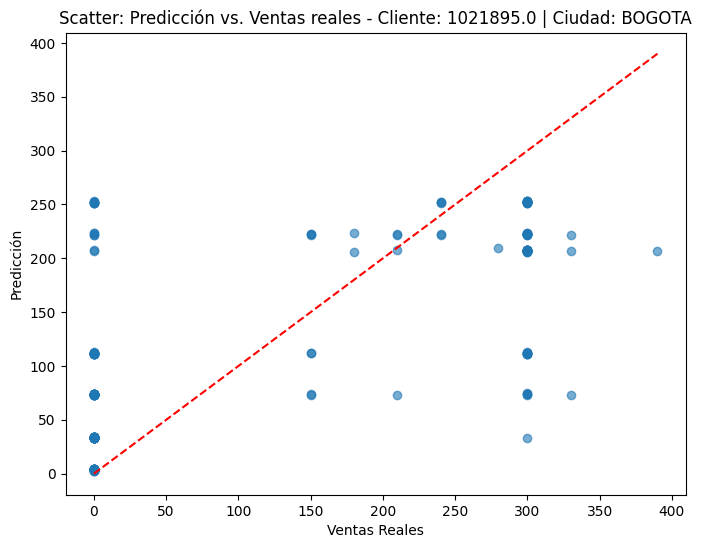 Scatter: Predicción vs. Ventas reales - Cliente: 1021895.0 | Ciudad: BOGOTA
400
350
300
250
200
150
100
50
0
Predicción
0 50 100 150 200 250 300 350 400
Ventas Reales